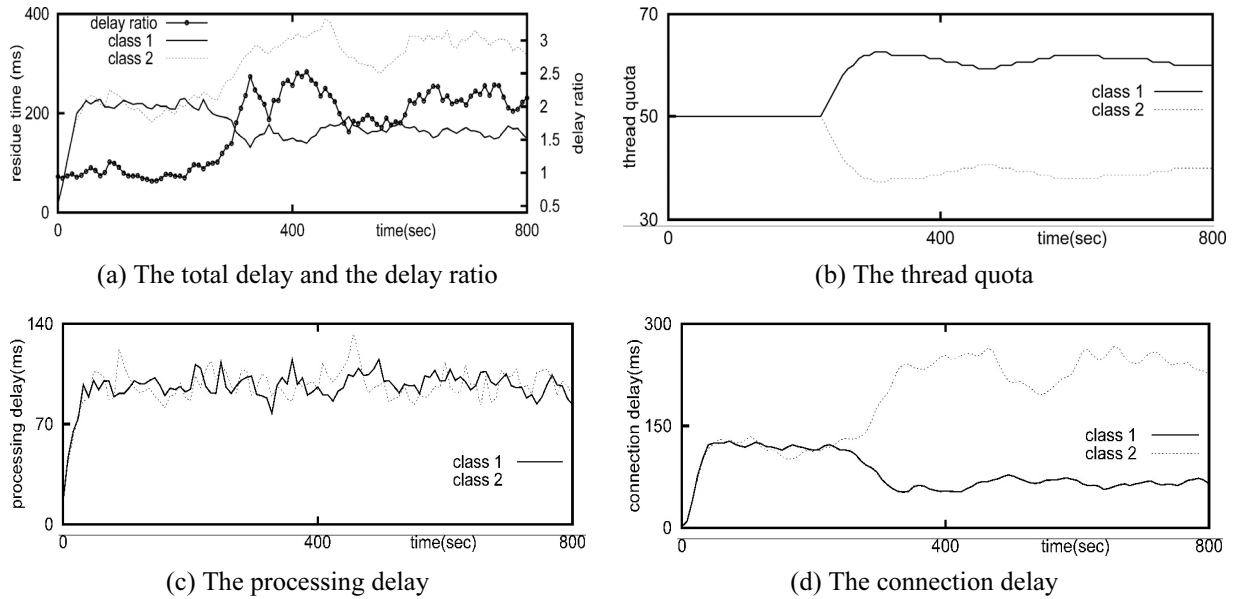 400
200
0
residue time (ms)
delay ratio
class 1
class 2
3
2.5
2
1.5
1
0.5
delay ratio
0
400
time(sec)
800
(a) The total delay and the delay ratio
70
50
30
thread quota
class 1
class 2
0
400
time(sec)
800
(b) The thread quota
140
70
0
processing delay(ms)
class 1
class 2
0
400
time(sec)
800
(c) The processing delay
300
150
0
connection delay(ms)
class 1
class 2
0
400
time(sec)
800
(d) The connection delay